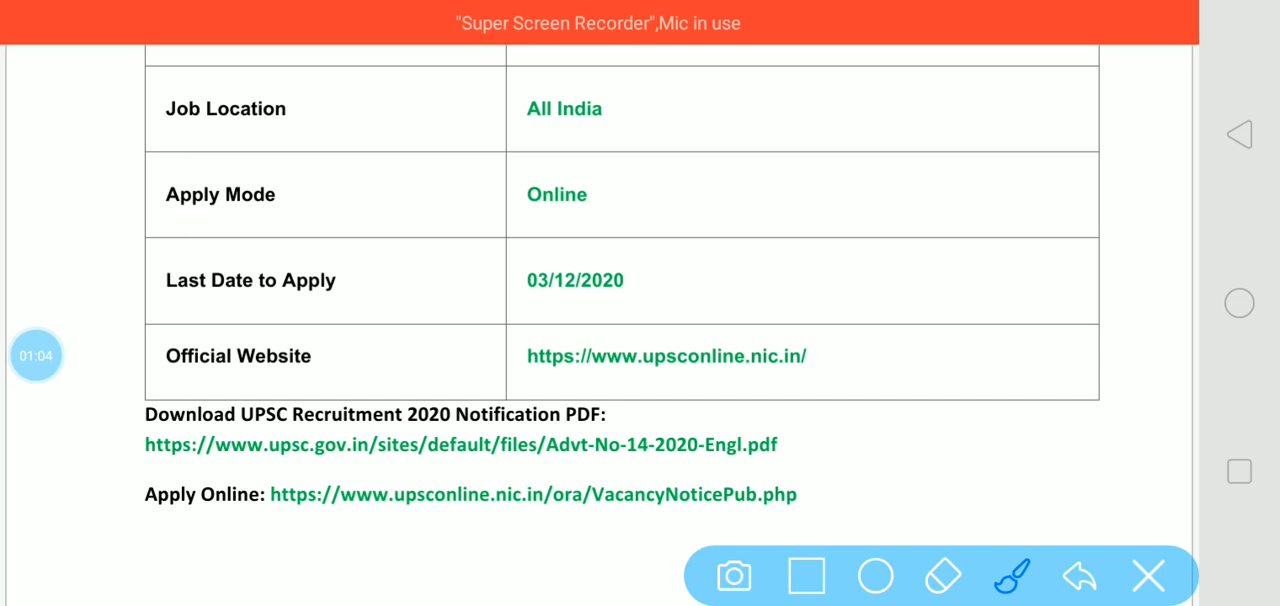 "Super Screen Recorder",Mic in use
Job Location All India
Apply Mode Online
Last Date to Apply 03/12/2020
01:04
Official Website https://www.upsconline.nic.in/
Download UPSC Recruitment 2020 Notification PDF:
https://www.upsc.gov.in/sites/default/files/Advt-No-14-2020-Engl.pdf
Apply Online: https://www.upsconline.nic.in/ora/VacancyNoticePub.php